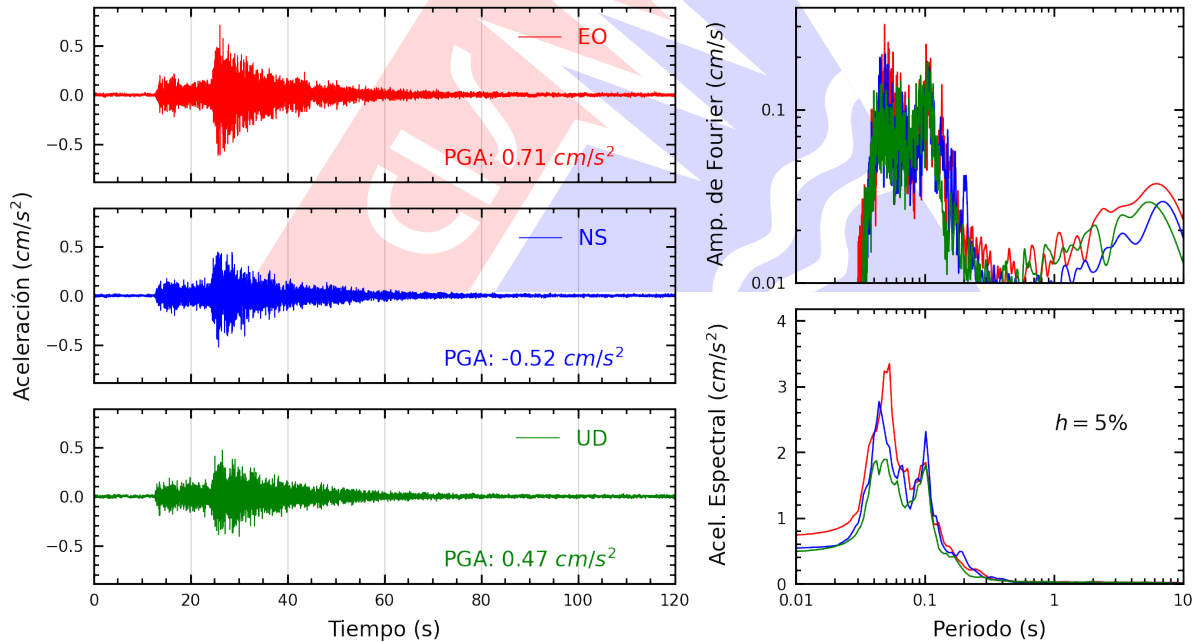 Aceleración (cm/s²)
0.5
0.0
−0.5
EO
PGA: 0.71 cm/s²
0.5
0.0
−0.5
NS
PGA: -0.52 cm/s²
0.5
0.0
−0.5
UD
PGA: 0.47 cm/s²
0 20 40 60 80 100 120
Tiempo (s)
Amp. de Fourier (cm/s)
0.1
0.01
Acel. Espectral (cm/s²)
4
3
2
1
0
h = 5%
0.01 0.1 1 10
Periodo (s)